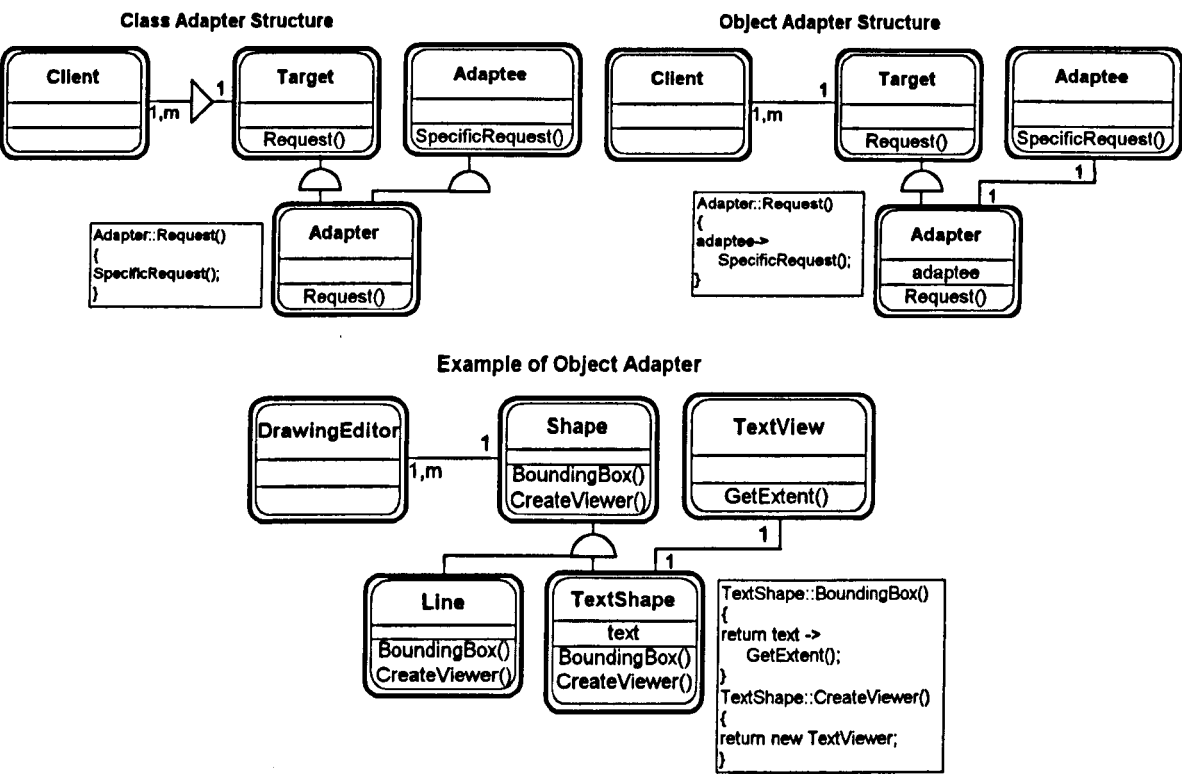 Class Adapter Structure
Client
1,m
1
Target
Request()
Adaptee
SpecificRequest()
Adapter::Request()
{
SpecificRequest();
}
Adapter
Request()
Object Adapter Structure
Client
1,m
1
Target
Request()
Adaptee
SpecificRequest()
1
1
Adapter::Request()
{
adaptee->
SpecificRequest();
}
Adapter
adaptee
Request()
Example of Object Adapter
DrawingEditor
1,m
1
Shape
BoundingBox()
CreateViewer()
TextView
GetExtent()
1
1
Line
BoundingBox()
CreateViewer()
TextShape
text
BoundingBox()
CreateViewer()
TextShape::BoundingBox()
{
return text ->
GetExtent();
}
TextShape::CreateViewer()
{
return new TextViewer;
}